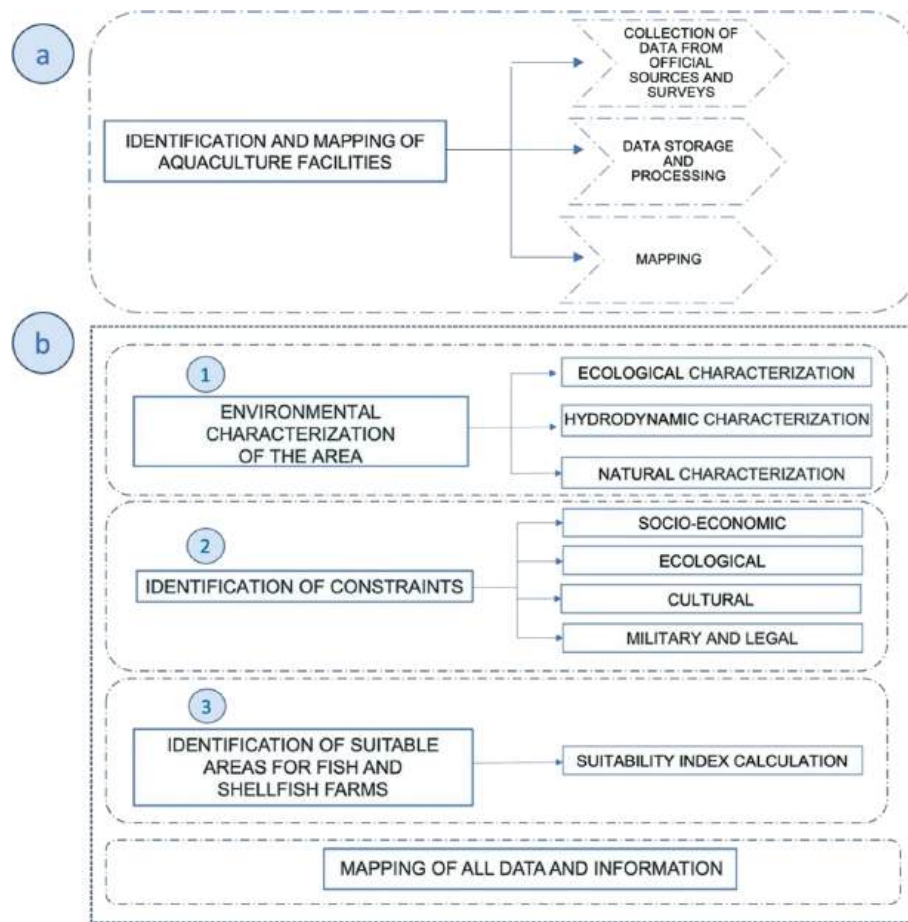 a
COLLECTION OF
DATA FROM
OFFICIAL
SOURCES AND
SURVEYS
IDENTIFICATION AND MAPPING OF
AQUACULTURE FACILITIES
DATA STORAGE
AND
PROCESSING
MAPPING
b
1
ENVIRONMENTAL
CHARACTERIZATION
OF THE AREA
ECOLOGICAL CHARACTERIZATION
HYDRODYNAMIC CHARACTERIZATION
NATURAL CHARACTERIZATION
2
IDENTIFICATION OF CONSTRAINTS
SOCIO-ECONOMIC
ECOLOGICAL
CULTURAL
MILITARY AND LEGAL
3
IDENTIFICATION OF SUITABLE
AREAS FOR FISH AND
SHELLFISH FARMS
SUITABILITY INDEX CALCULATION
MAPPING OF ALL DATA AND INFORMATION